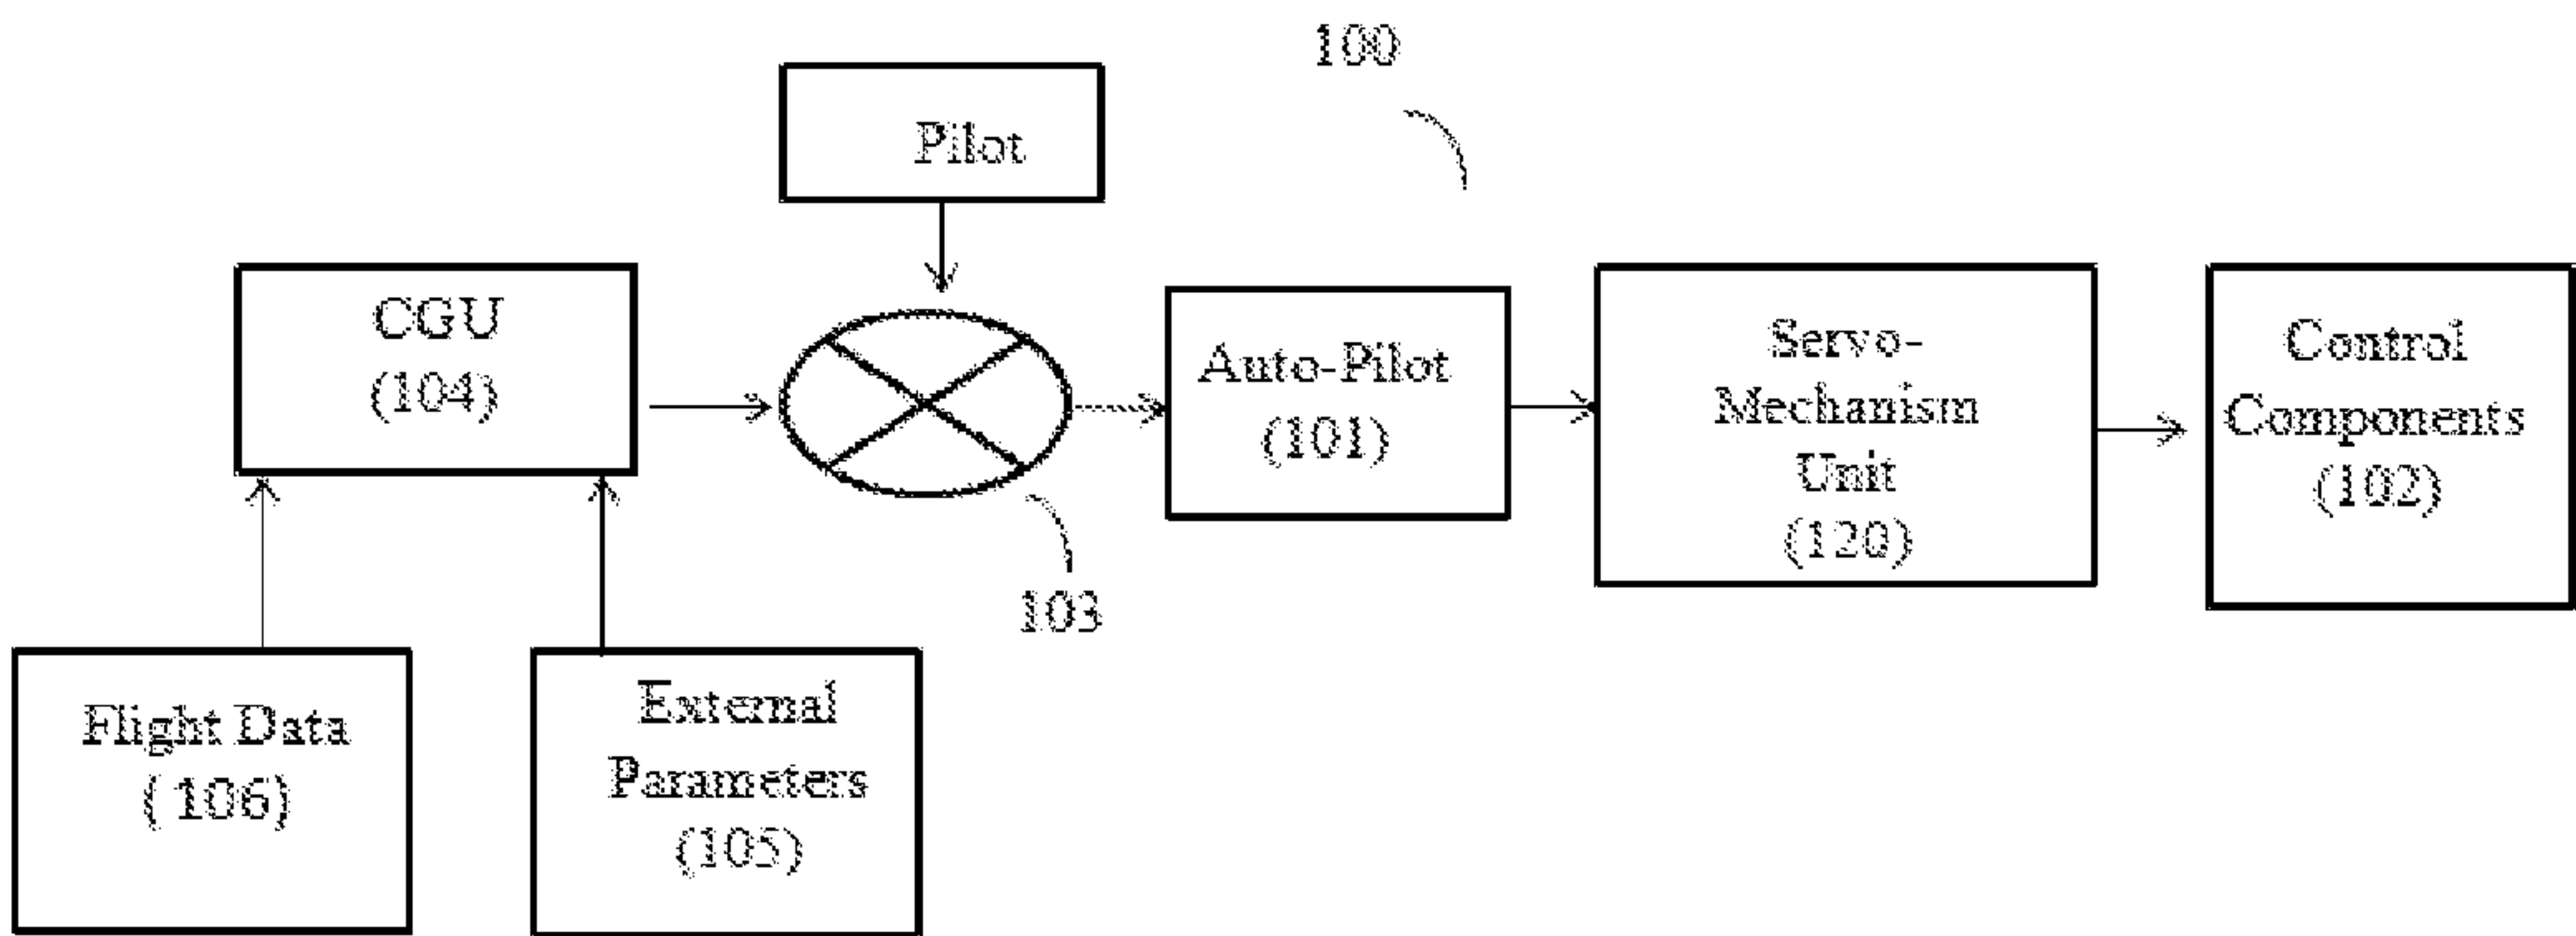 100
Pilot
CGU
(104)
Auto-Pilot
(101)
Servo-
Mechanism
Unit
(120)
Control
Components
(102)
103
Flight Data
( 106)
External
Parameters
(105)